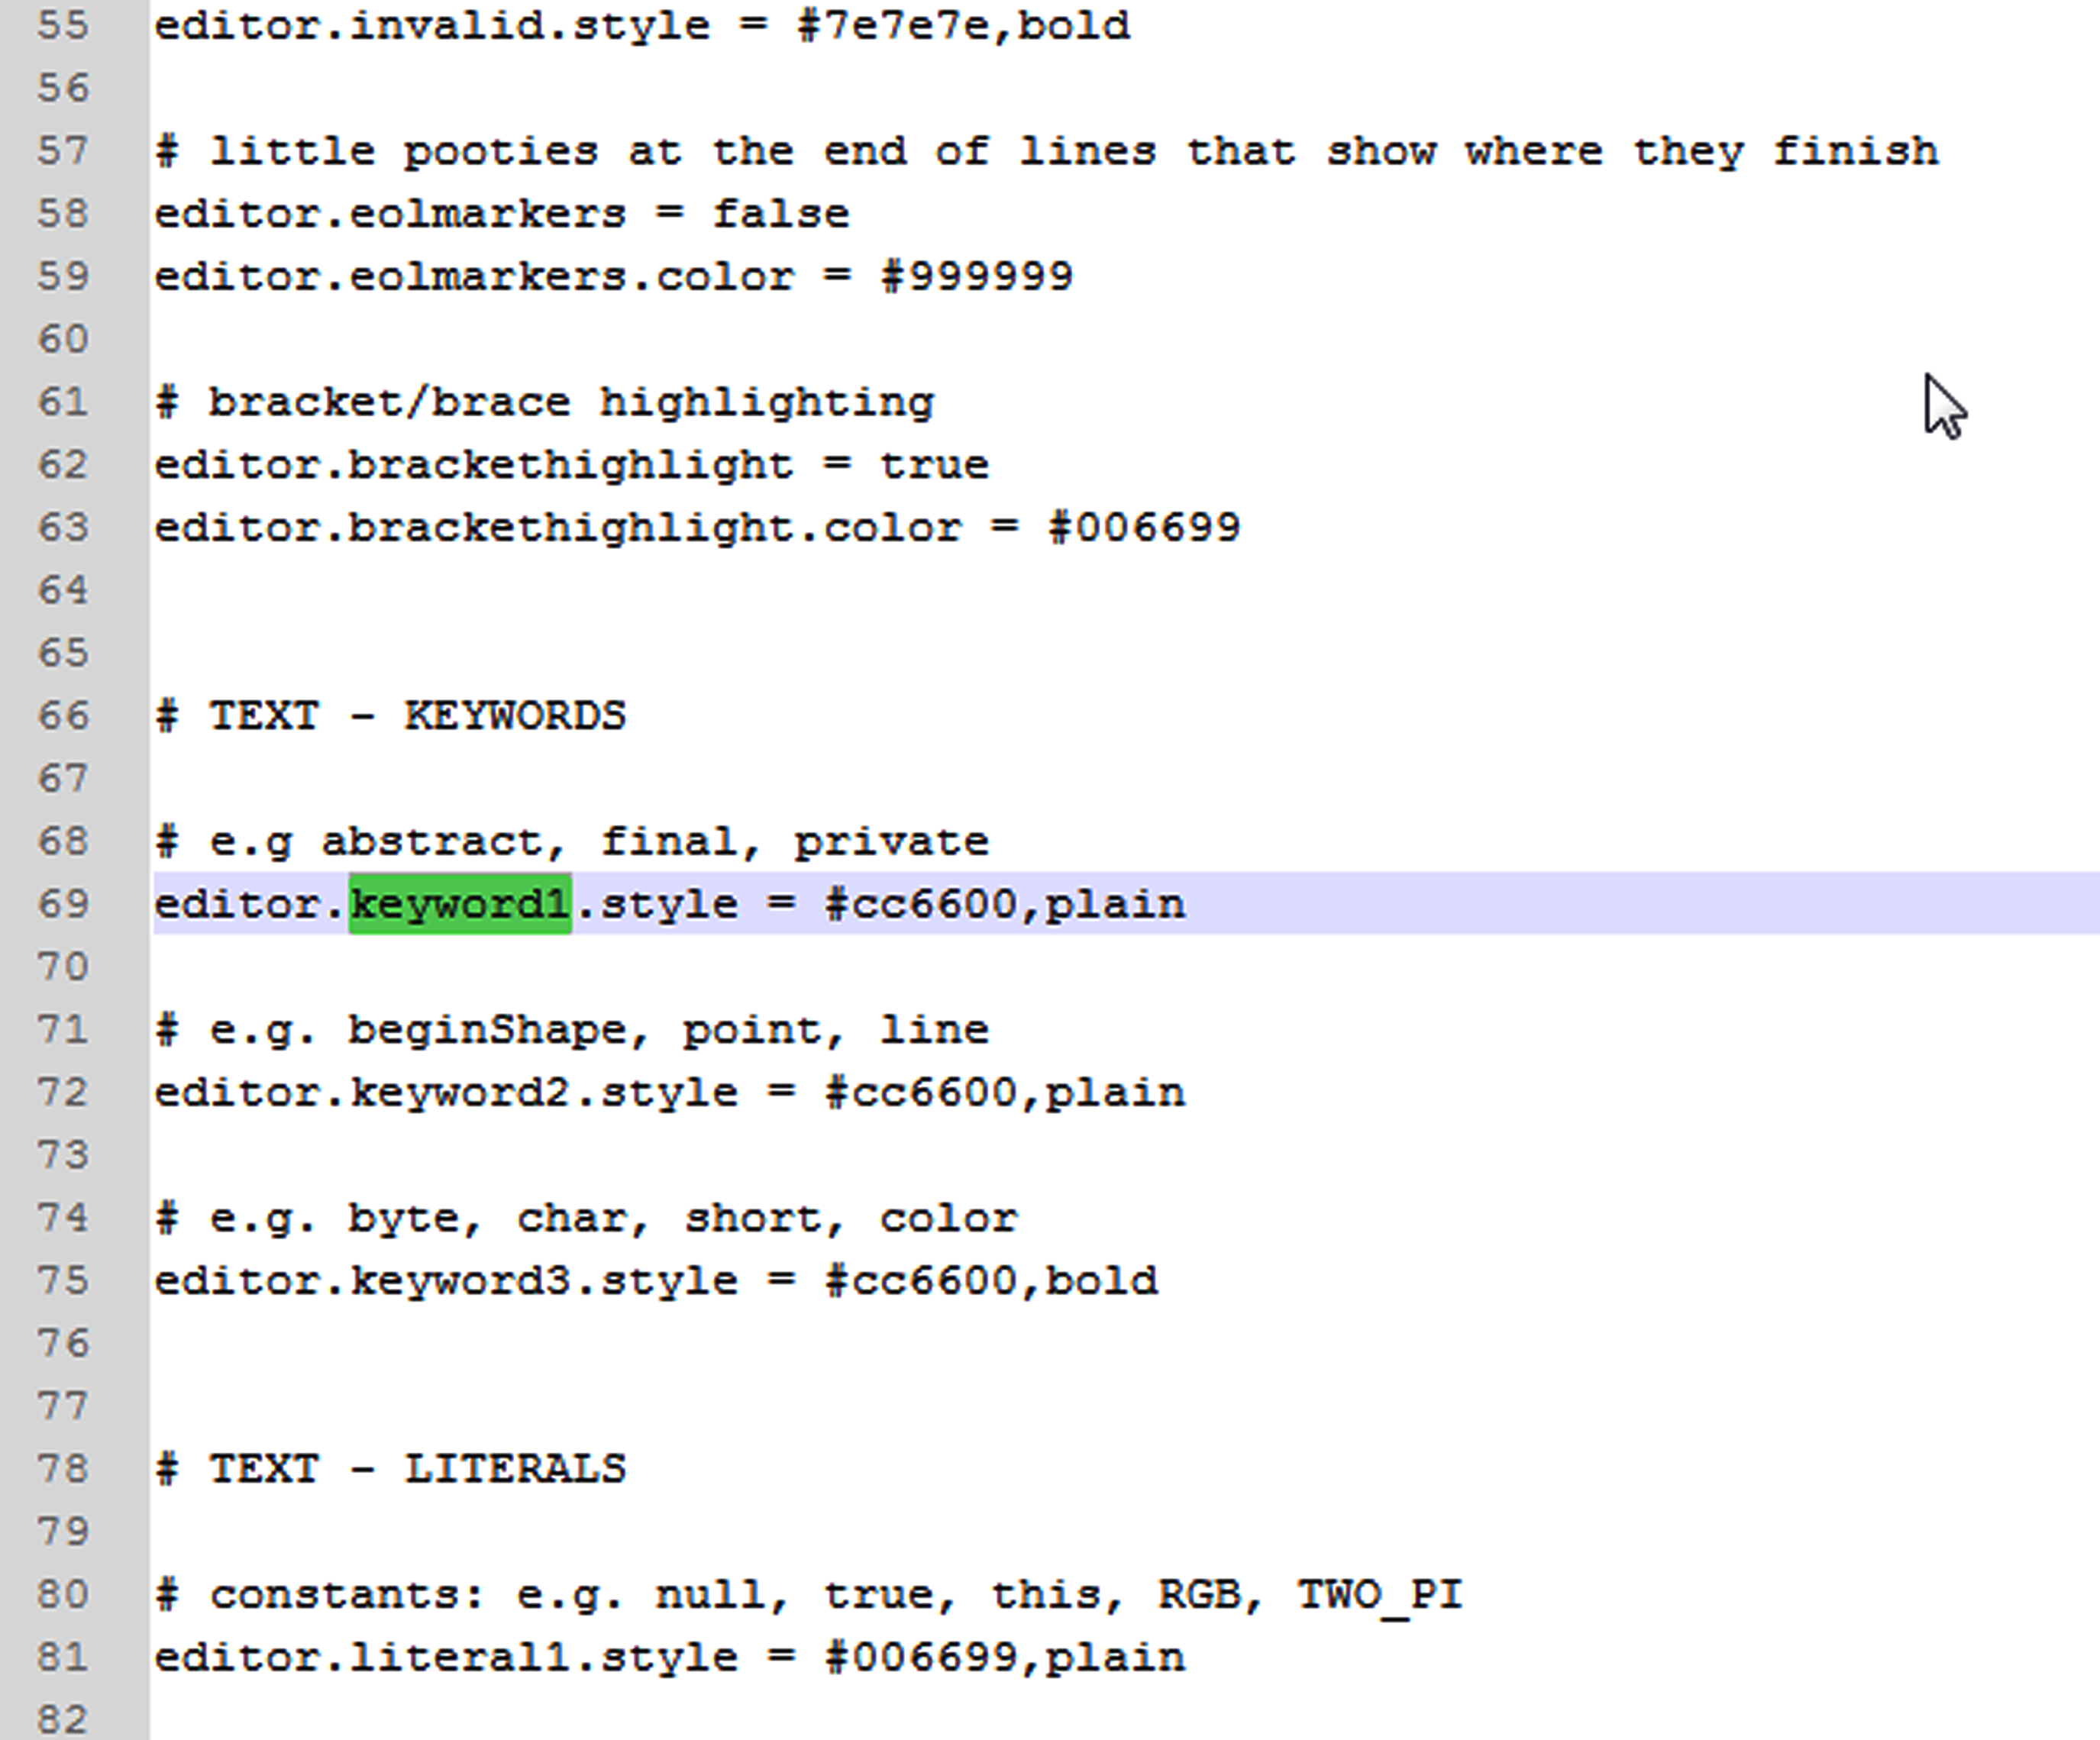 55 editor.invalid.style = #7e7e7e,bold
56
57 # little pooties at the end of lines that show where they finish
58 editor.eolmarkers = false
59 editor.eolmarkers.color = #999999
60
61 # bracket/brace highlighting
62 editor.brackethighlight = true
63 editor.brackethighlight.color = #006699
64
65
66 # TEXT - KEYWORDS
67
68 # e.g abstract, final, private
69 editor.keyword1.style = #cc6600,plain
70
71 # e.g. beginShape, point, line
72 editor.keyword2.style = #cc6600,plain
73
74 # e.g. byte, char, short, color
75 editor.keyword3.style = #cc6600,bold
76
77
78 # TEXT - LITERALS
79
80 # constants: e.g. null, true, this, RGB, TWO_PI
81 editor.literal1.style = #006699,plain
82